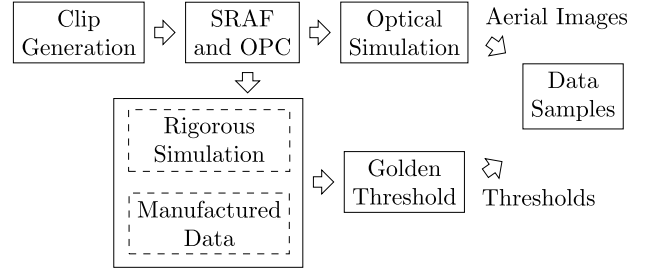 Clip
Generation
SRAF
and OPC
Optical
Simulation
Aerial Images
Data
Samples
Rigorous
Simulation
Manufactured
Data
Golden
Threshold
Thresholds